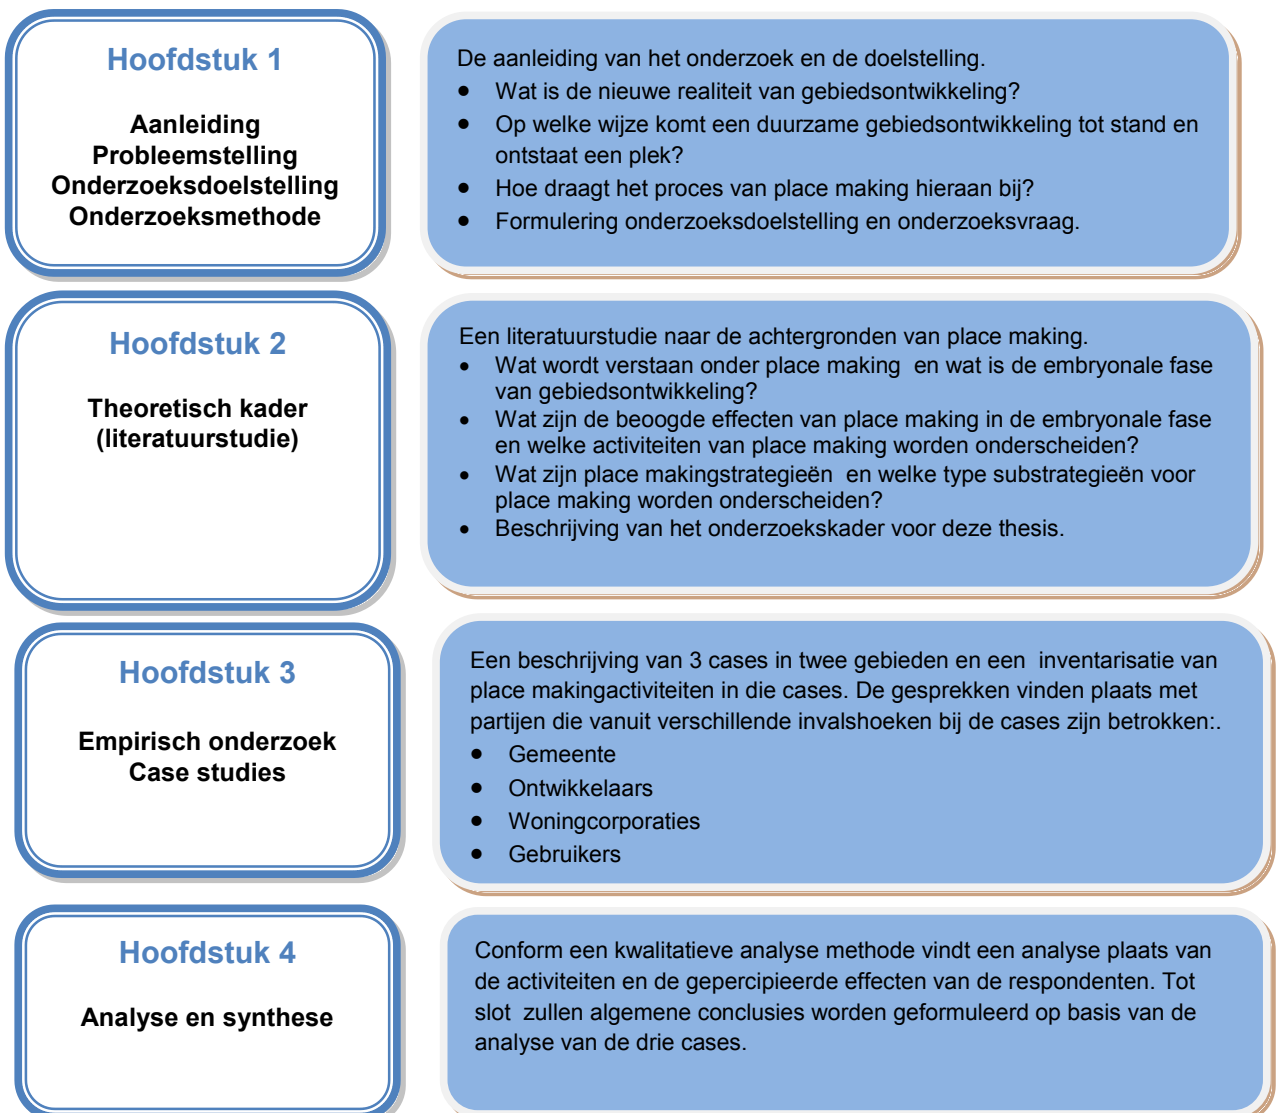 Hoofdstuk 1
Aanleiding
Probleemstelling
Onderzoeksdoelstelling
Onderzoeksmethode
De aanleiding van het onderzoek en de doelstelling.
• Wat is de nieuwe realiteit van gebiedsontwikkeling?
• Op welke wijze komt een duurzame gebiedsontwikkeling tot stand en
ontstaat een plek?
• Hoe draagt het proces van place making hieraan bij?
• Formulering onderzoeksdoelstelling en onderzoeksvraag.
Hoofdstuk 2
Theoretisch kader
(literatuurstudie)
Een literatuurstudie naar de achtergronden van place making.
• Wat wordt verstaan onder place making en wat is de embryonale fase
van gebiedsontwikkeling?
• Wat zijn de beoogde effecten van place making in de embryonale fase
en welke activiteiten van place making worden onderscheiden?
• Wat zijn place makingstrategieën en welke type substrategieën voor
place making worden onderscheiden?
• Beschrijving van het onderzoekskader voor deze thesis.
Hoofdstuk 3
Empirisch onderzoek
Case studies
Een beschrijving van 3 cases in twee gebieden en een inventarisatie van
place makingactiviteiten in die cases. De gesprekken vinden plaats met
partijen die vanuit verschillende invalshoeken bij de cases zijn betrokken:.
• Gemeente
• Ontwikkelaars
• Woningcorporaties
• Gebruikers
Hoofdstuk 4
Analyse en synthese
Conform een kwalitatieve analyse methode vindt een analyse plaats van
de activiteiten en de gepercipieerde effecten van de respondenten. Tot
slot zullen algemene conclusies worden geformuleerd op basis van de
analyse van de drie cases.